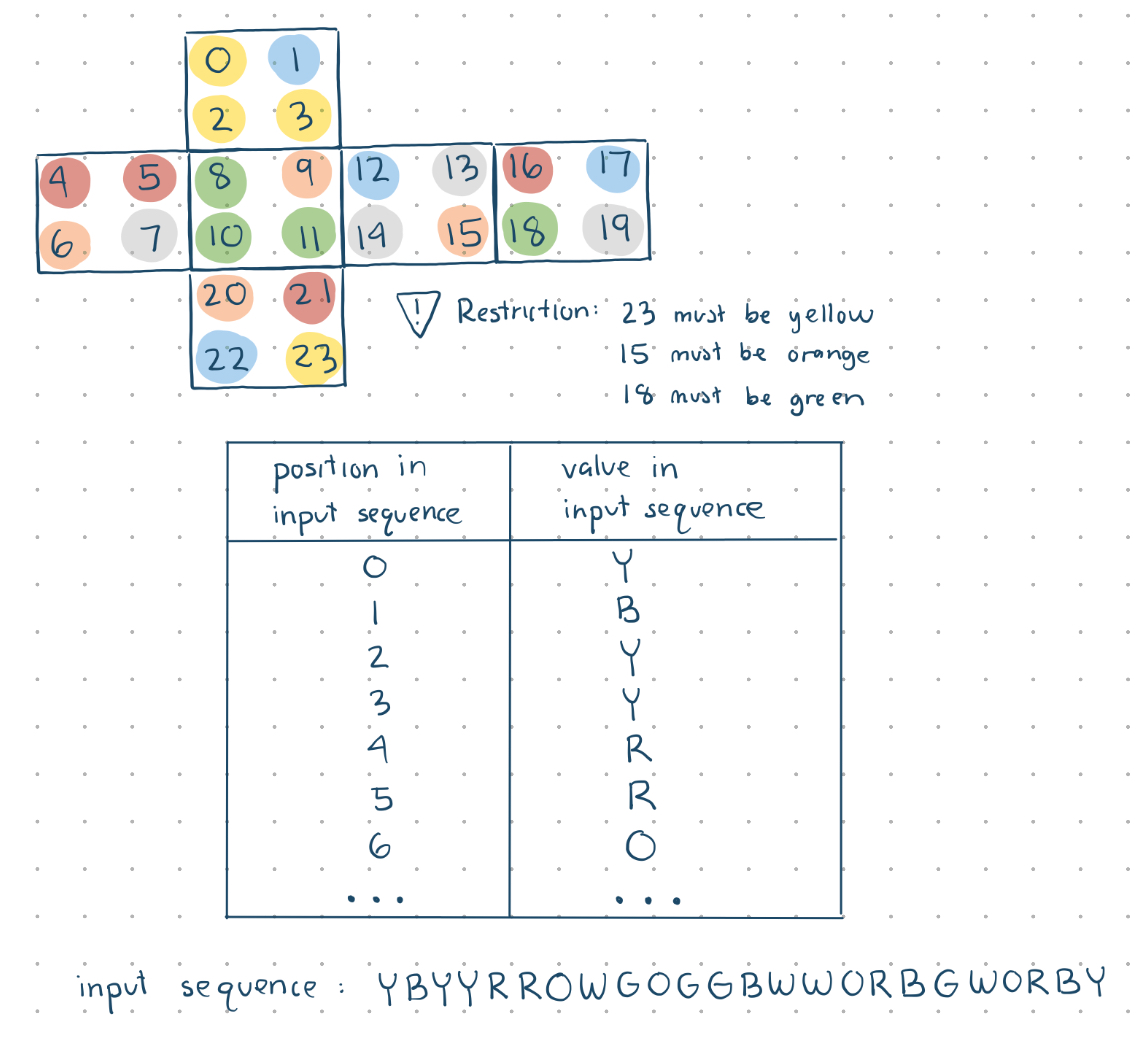 0 1
2 3
4 5 8 9 12 13 16 17
6 7 10 11 14 15 18 19
20 21
22 23
! Restriction: 23 must be yellow
15 must be orange
18 must be green
position in input sequence value in input sequence
0 Y
1 B
2 Y
3 Y
4 R
5 R
6 O
... ...
input sequence: YBYYRROWGOGGBWWORBGWORBY